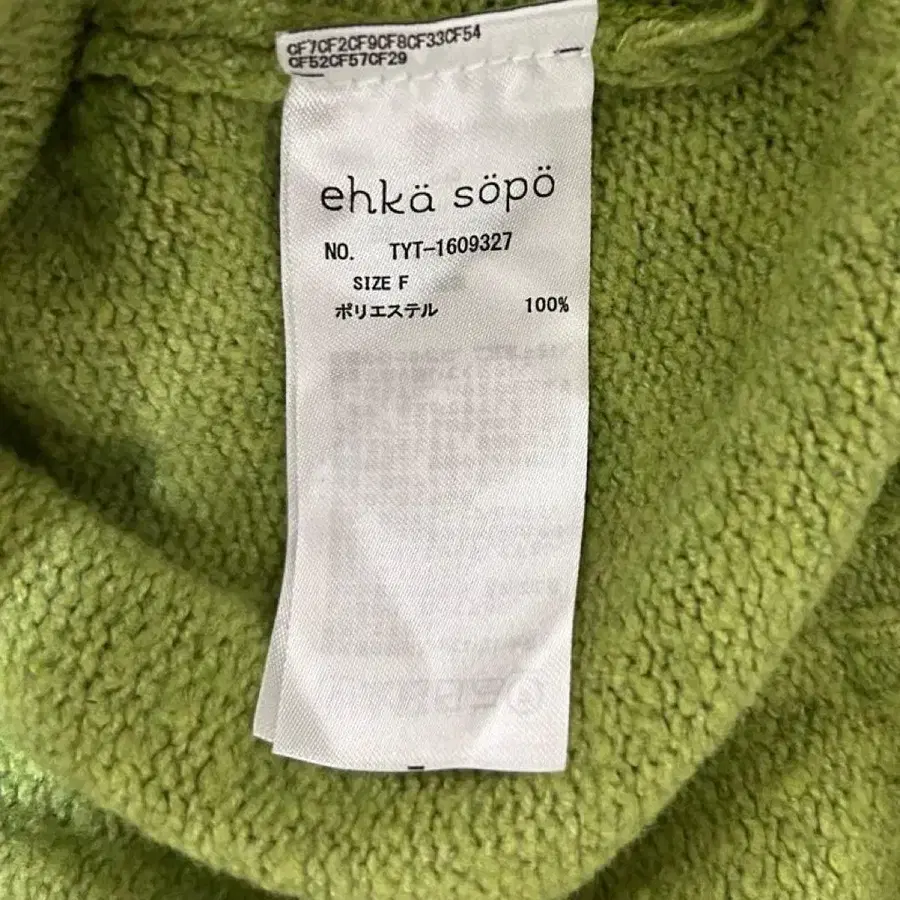 CF7CF2CF9CF8CF33CF54
CF52CF57CF29
ehkä söpö
NO. TYT-1609327
SIZE F
ポリエステル 100%